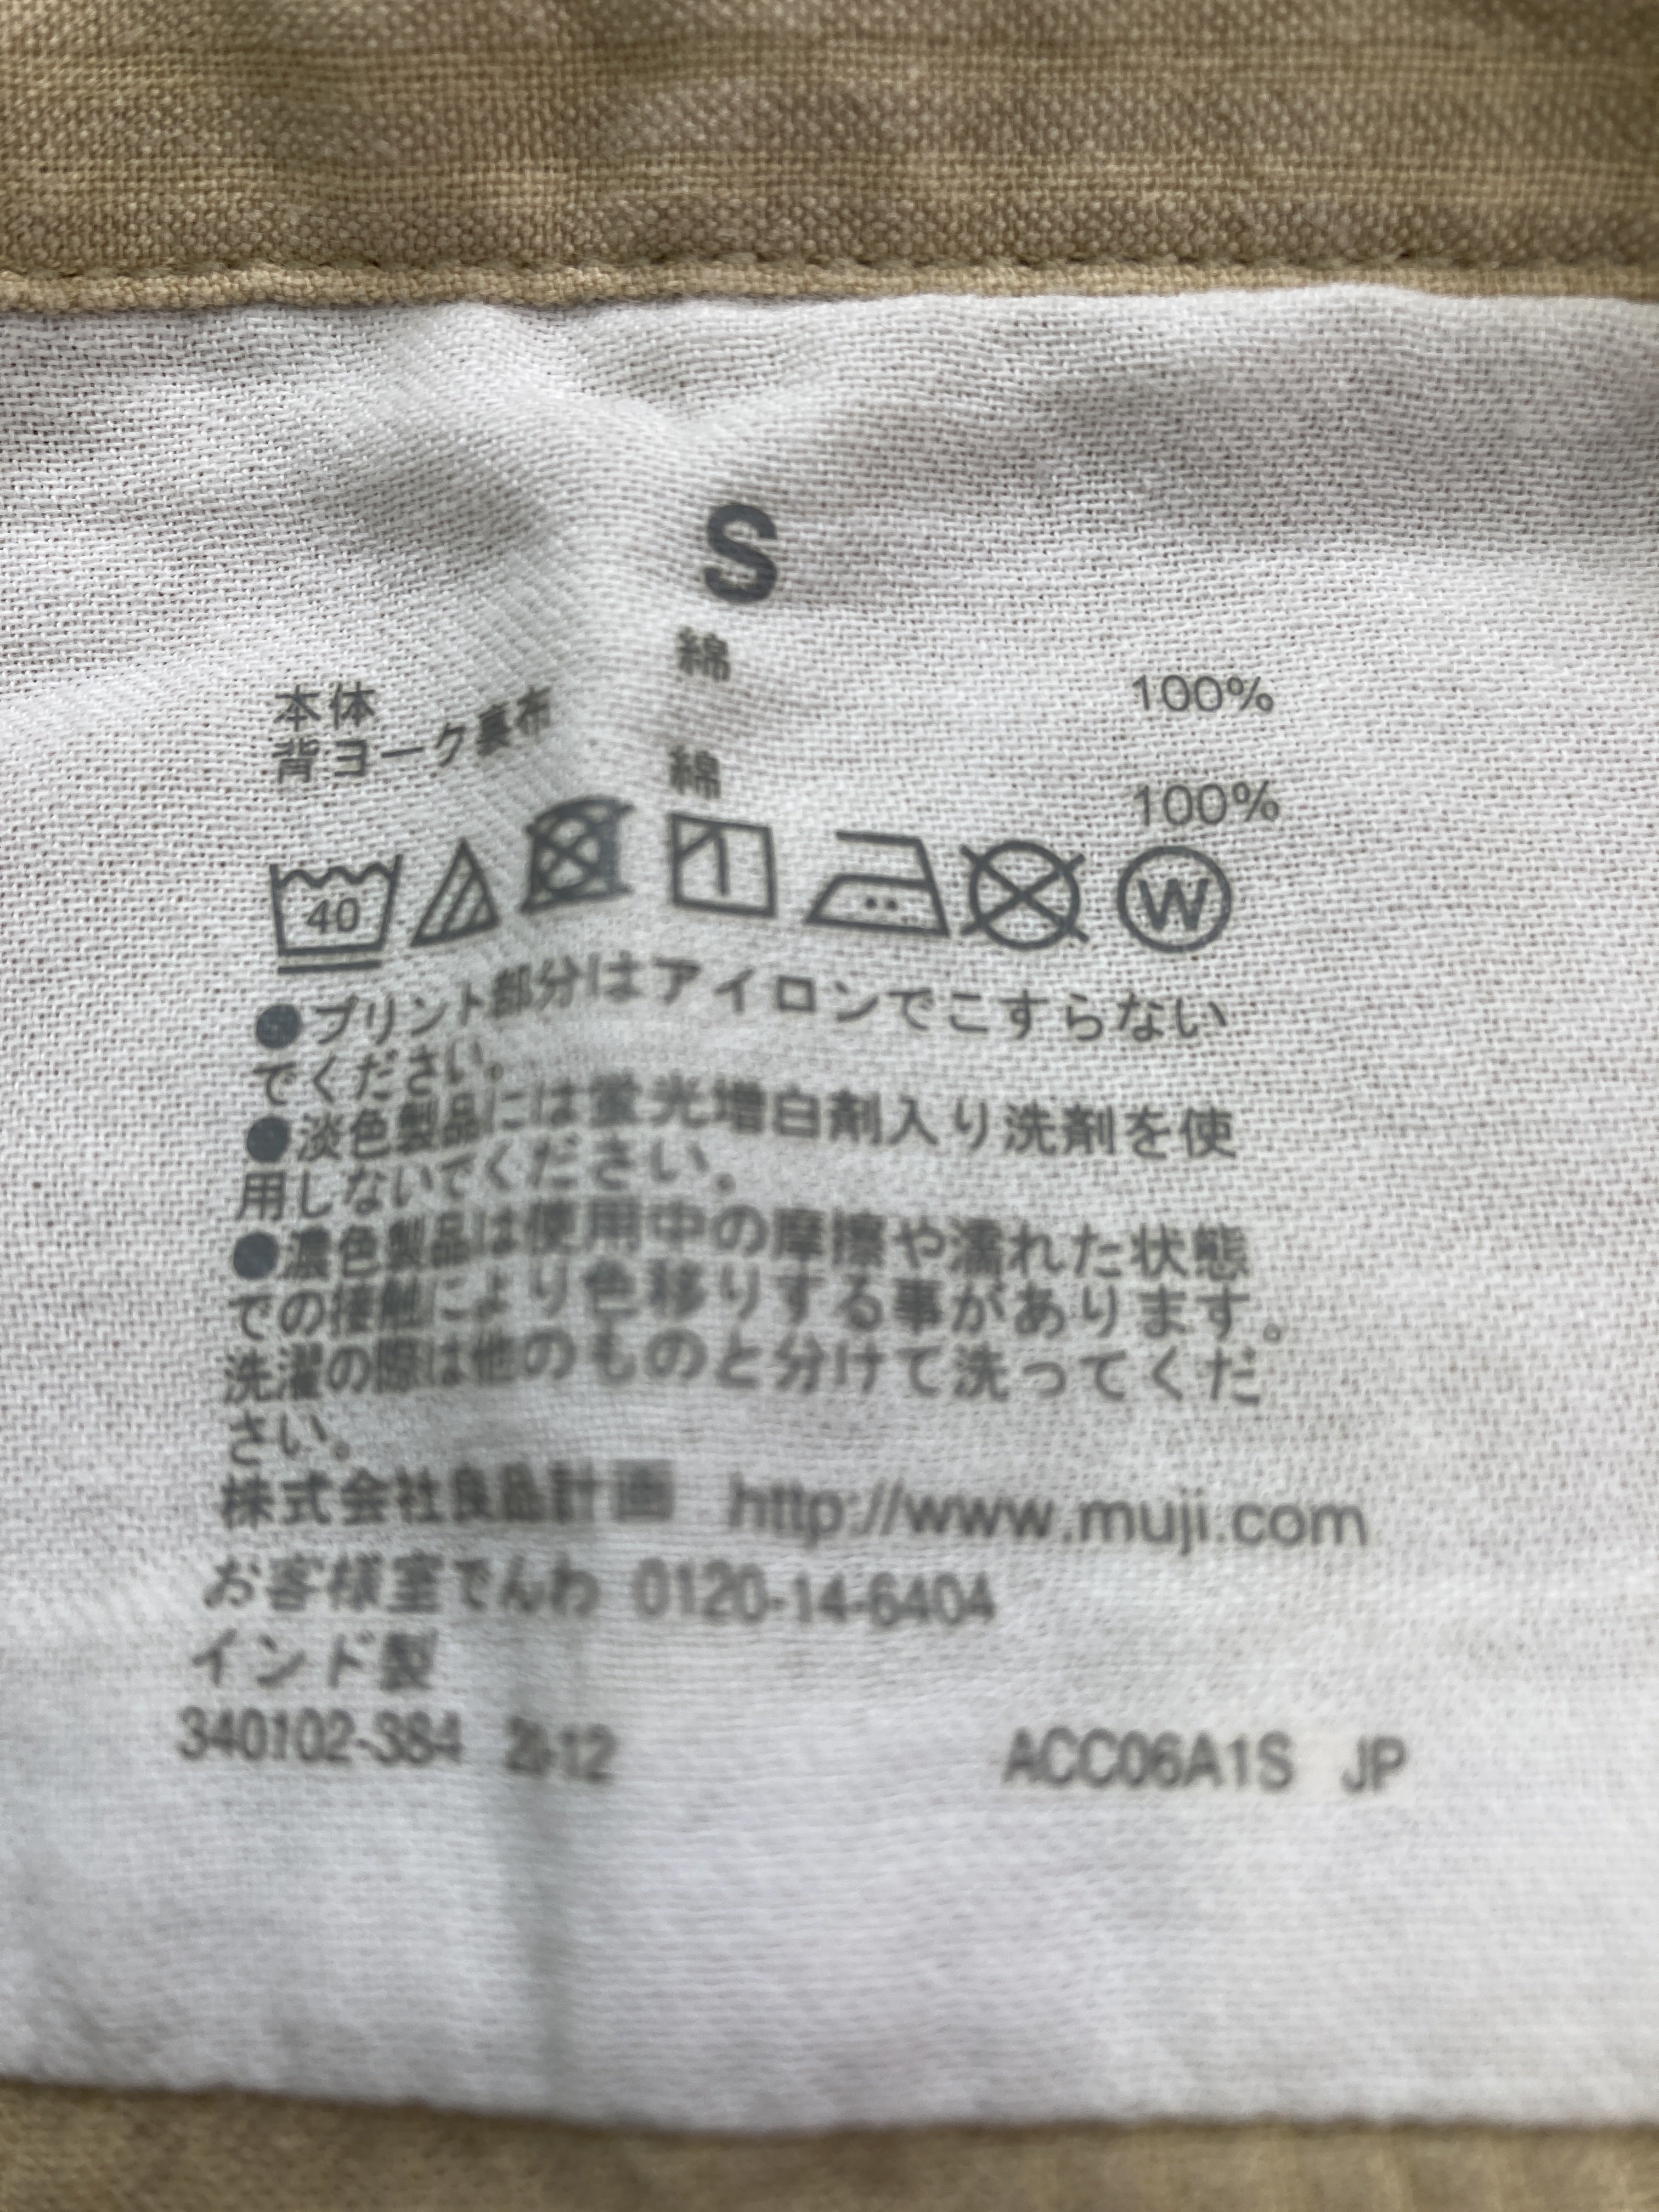 S
本体 綿 100%
背ヨーク裏布 綿 100%
40 1 W
●プリント部分はアイロンでこすらない
でください。
●淡色製品には蛍光増白剤入り洗剤を使
用しないでください。
●濃色製品は使用中の摩擦や濡れた状態
での接触により色移りする事があります。
洗濯の際は他のものと分けて洗ってくだ
さい。
株式会社良品計画 http://www.muji.com
お客様室でんわ 0120-14-6404
インド製
340102-384 ACC06A1S JP